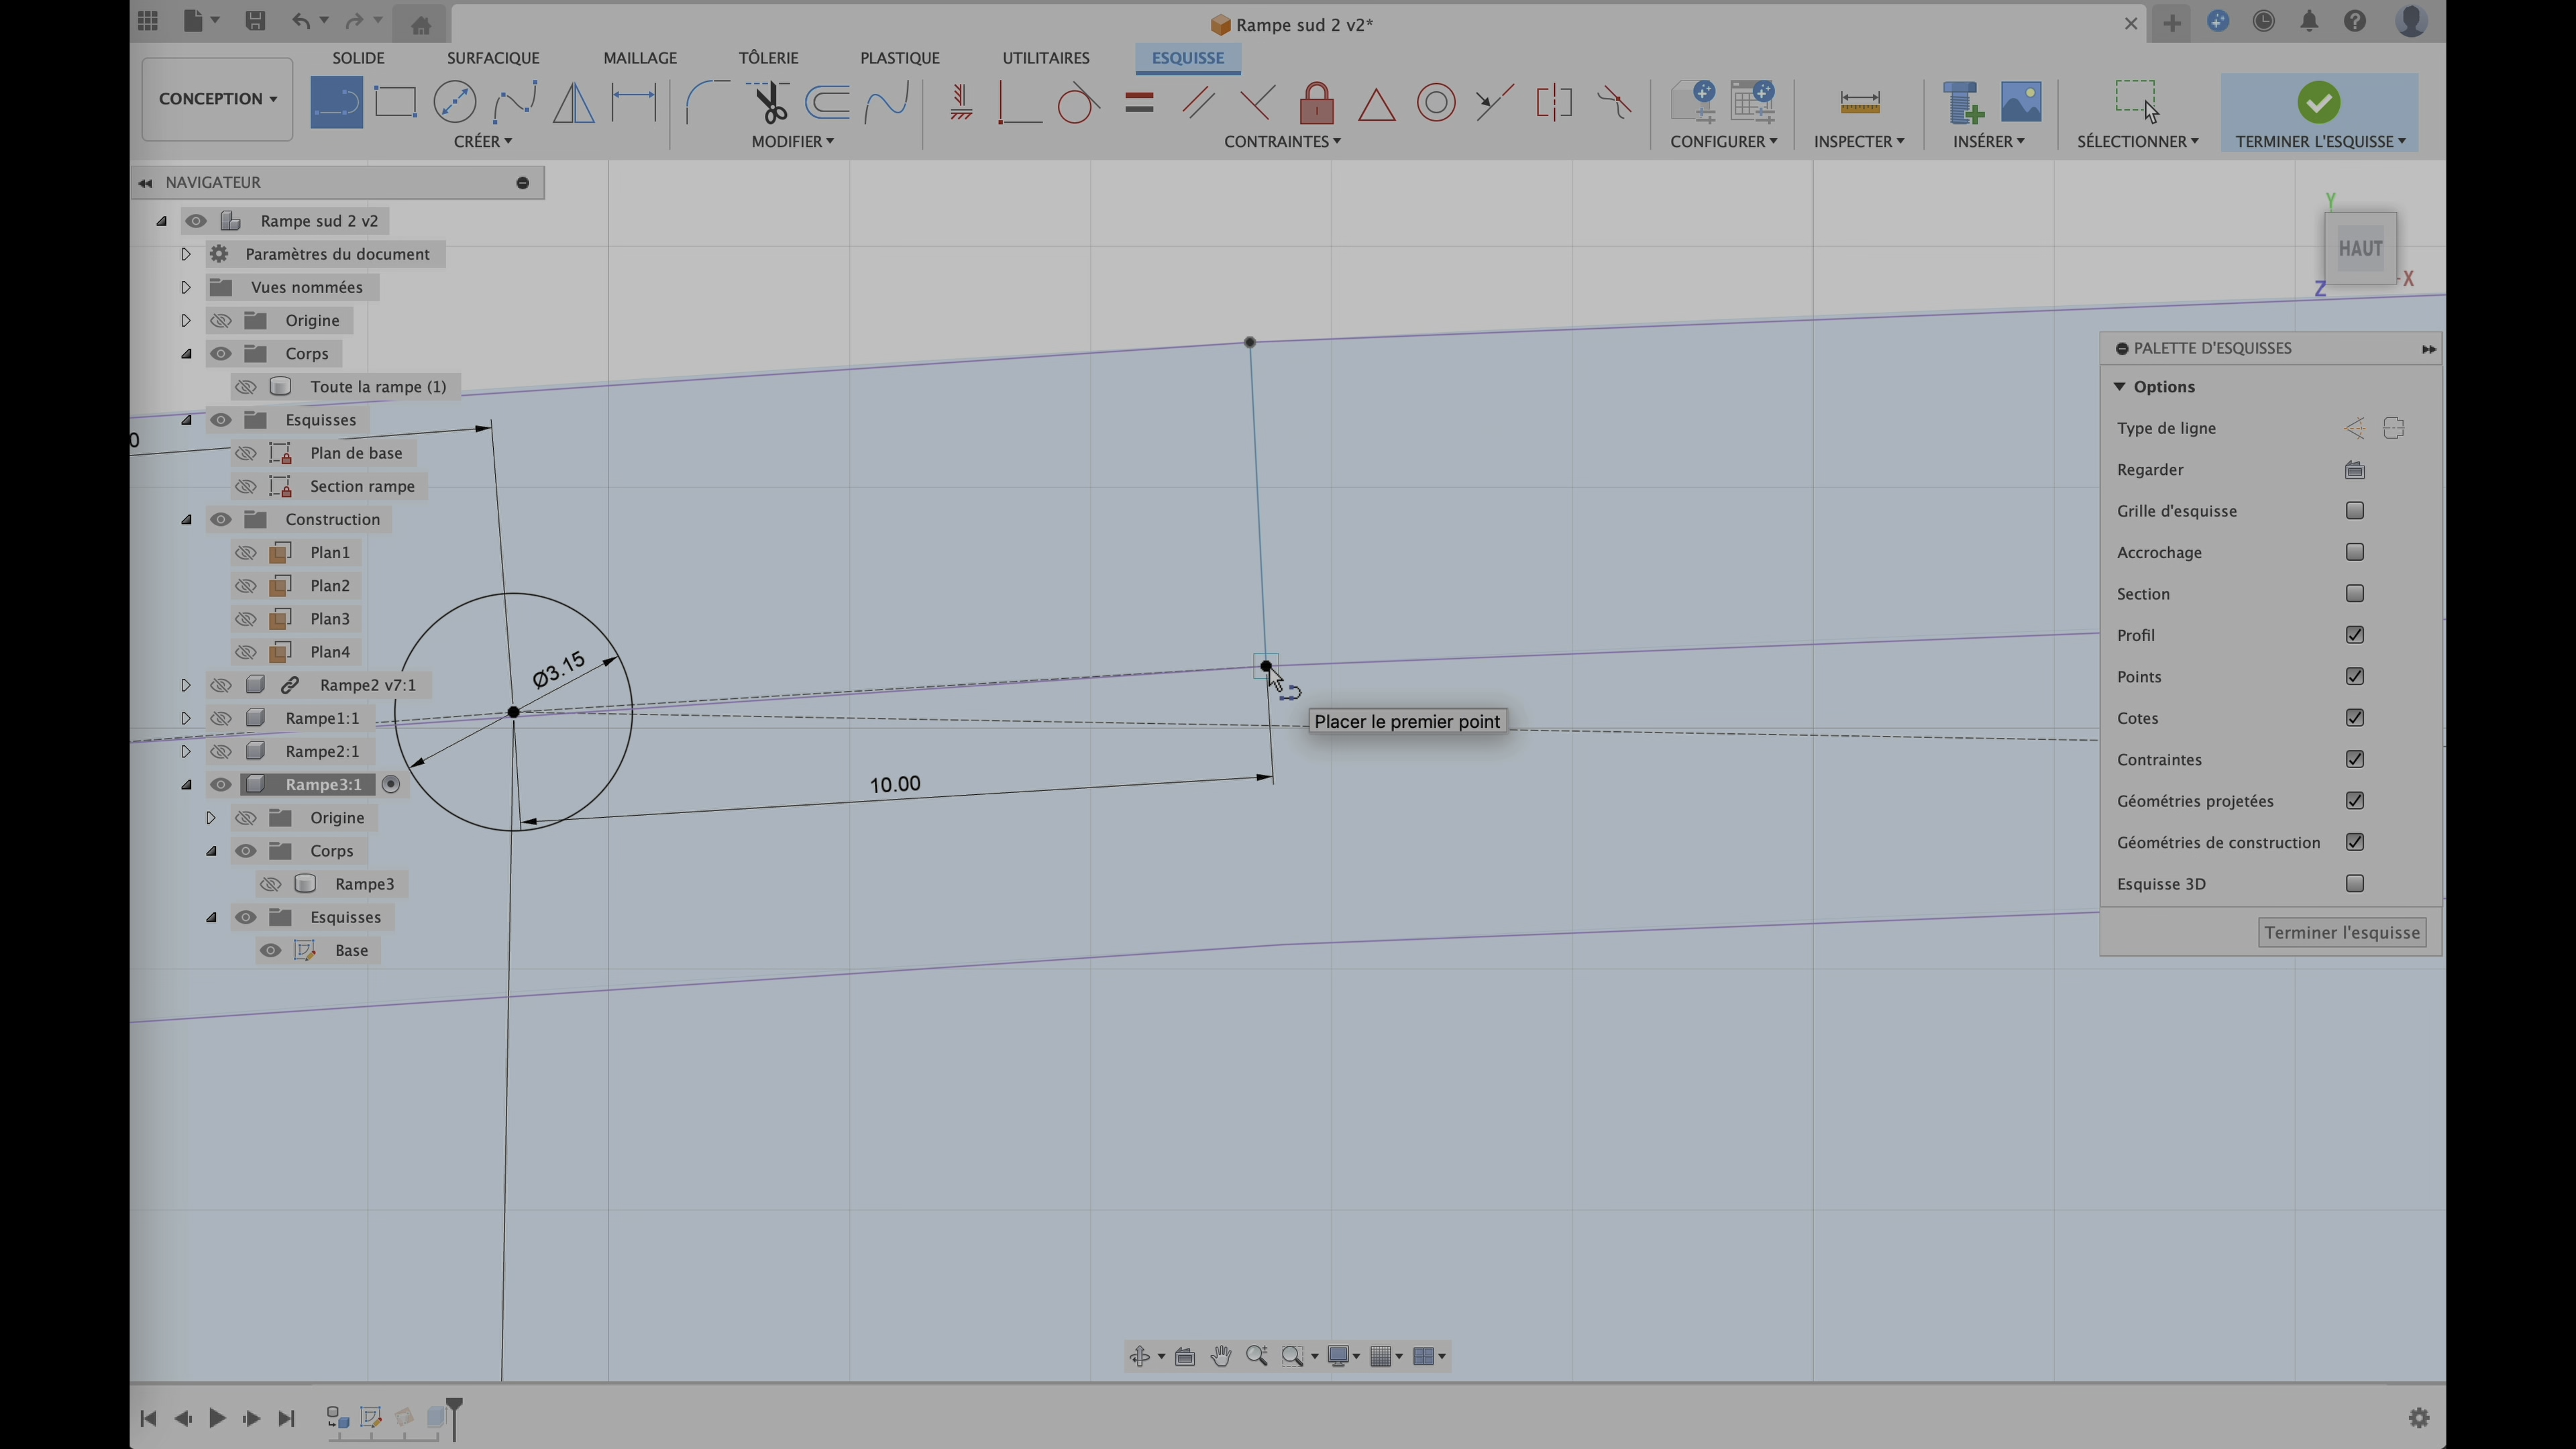 Rampe sud 2 v2*
SOLIDE SURFACIQUE MAILLAGE TÔLERIE PLASTIQUE UTILITAIRES ESQUISSE
CONCEPTION
CRÉER MODIFIER CONTRAINTES CONFIGURER INSPECTER INSÉRER SÉLECTIONNER TERMINER L'ESQUISSE
NAVIGATEUR
Rampe sud 2 v2
Paramètres du document
Vues nommées
Origine
Corps
Toute la rampe (1)
Esquisses
Plan de base
Section rampe
Construction
Plan1
Plan2
Plan3
Plan4
Rampe2 v7:1
Rampe1:1
Rampe2:1
Rampe3:1
Origine
Corps
Rampe3
Esquisses
Base
0
Ø3.15
10.00
Placer le premier point
Y
HAUT
X
Z
PALETTE D'ESQUISSES
Options
Type de ligne
Regarder
Grille d'esquisse
Accrochage
Section
Profil
Points
Cotes
Contraintes
Géométries projetées
Géométries de construction
Esquisse 3D
Terminer l'esquisse